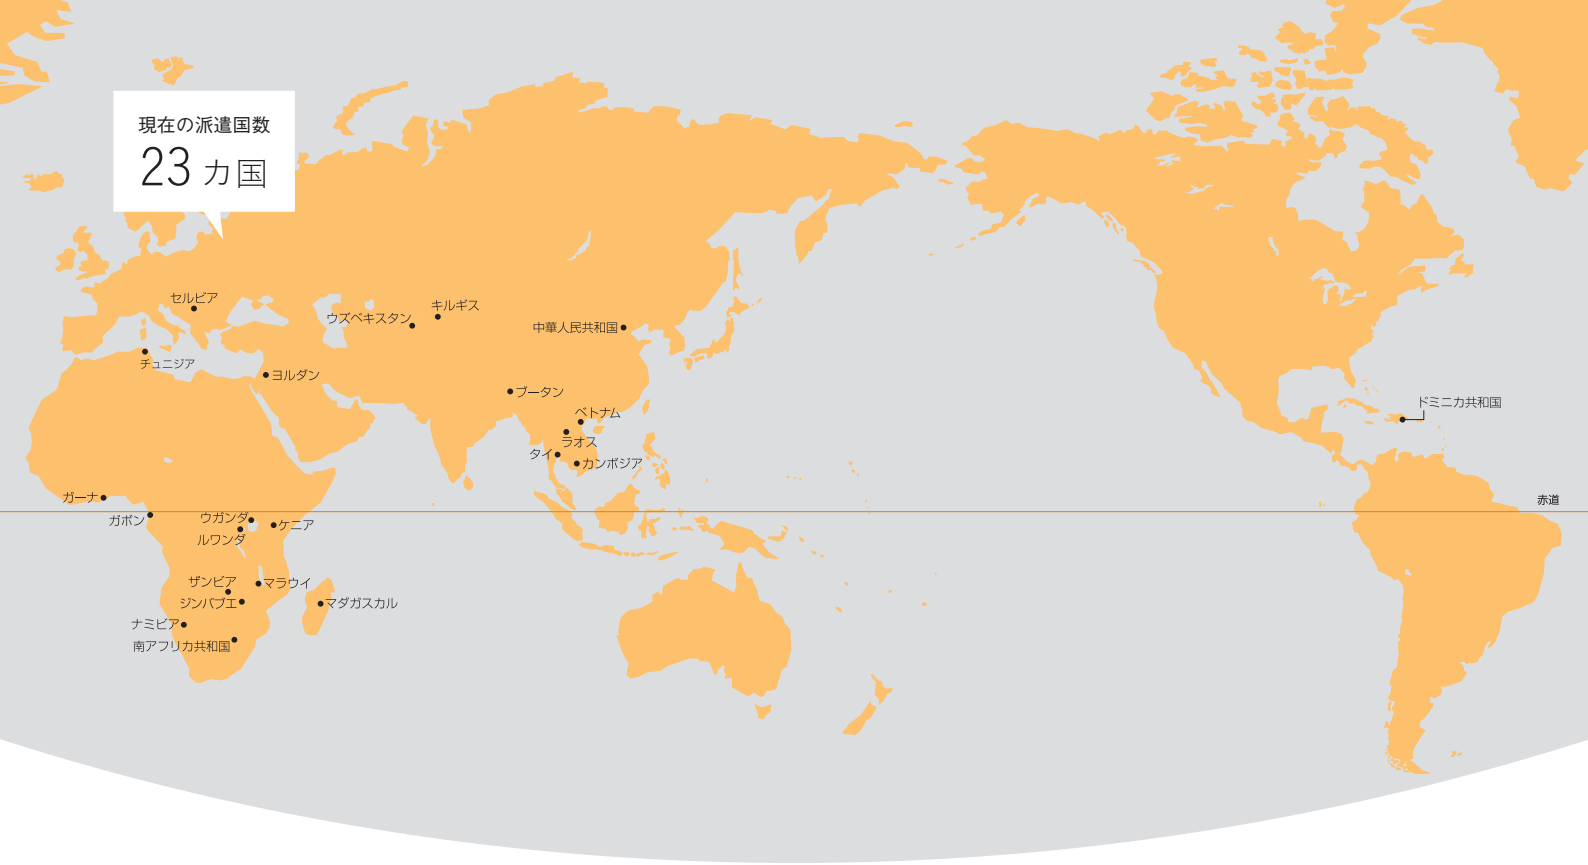 現在の派遣国数
23 カ国
セルビア
キルギス
ウズベキスタン
中華人民共和国
チュニジア
ヨルダン
ブータン
ドミニカ共和国
ベトナム
ラオス
タイ
カンボジア
ガーナ
赤道
ガボン
ウガンダ
ケニア
ルワンダ
ザンビア
マラウイ
ジンバブエ
マダガスカル
ナミビア
南アフリカ共和国